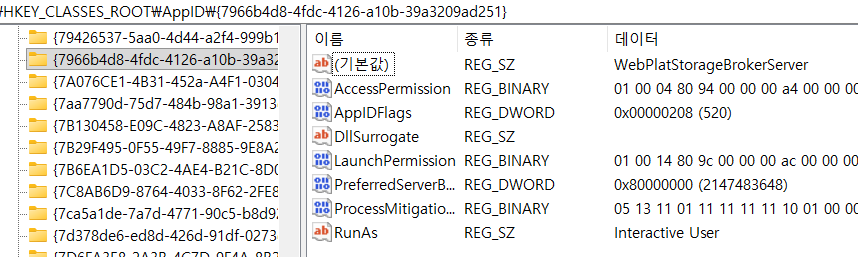 \HKEY_CLASSES_ROOT\AppID\{7966b4d8-4fdc-4126-a10b-39a3209ad251}
{79426537-5aa0-4d44-a2f4-999b1
{7966b4d8-4fdc-4126-a10b-39a32
{7A076CE1-4B31-452a-A4F1-0304
{7aa7790d-75d7-484b-98a1-3913
{7B130458-E09C-4823-A8AF-2583
{7B29F495-0F55-49F7-8885-9E8A2
{7B6EA1D5-03C2-4AE4-B21C-8D0
{7C8AB6D9-8764-4033-8F62-2FE8
{7ca5a1de-7a7d-4771-90c5-b8d92
{7d378de6-ed8d-426d-91df-0273
이름 종류 데이터
(기본값) REG_SZ WebPlatStorageBrokerServer
AccessPermission REG_BINARY 01 00 04 80 94 00 00 00 a4 00 00 00
AppIDFlags REG_DWORD 0x00000208 (520)
DllSurrogate REG_SZ
LaunchPermission REG_BINARY 01 00 14 80 9c 00 00 00 ac 00 00 00
PreferredServerB... REG_DWORD 0x80000000 (2147483648)
ProcessMitigatio... REG_BINARY 05 13 11 01 11 11 11 11 10 01 00 00
RunAs REG_SZ Interactive User